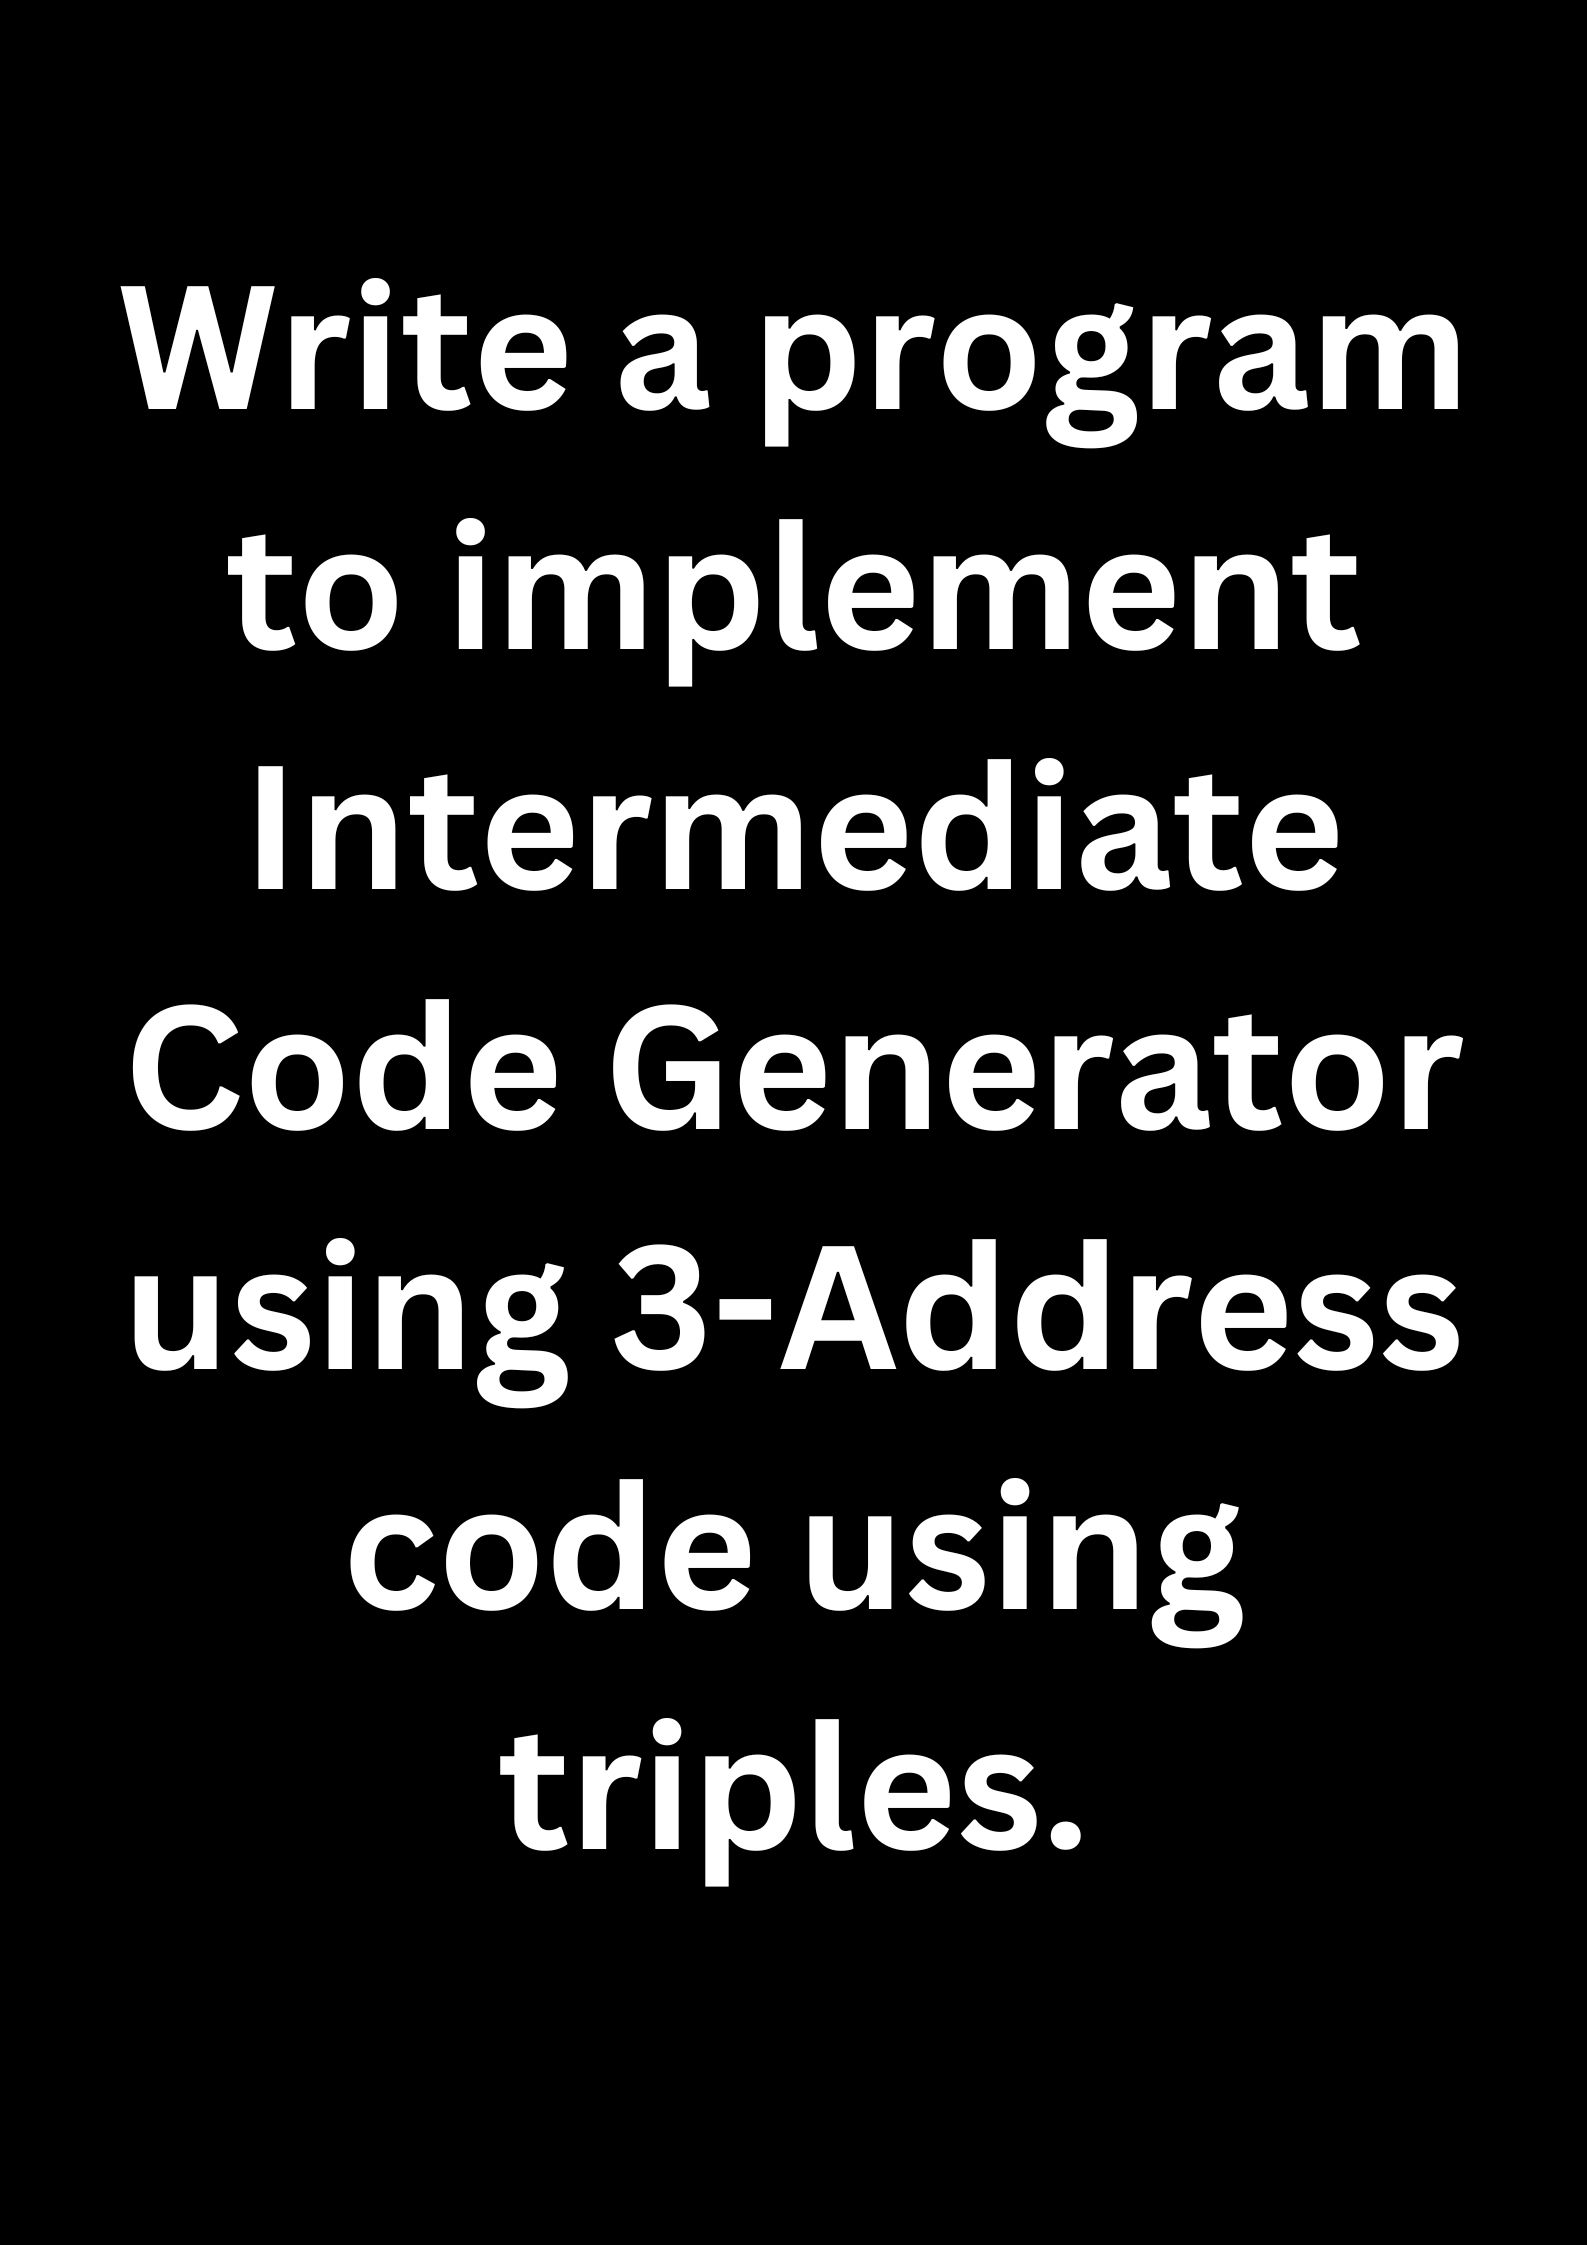 Write a program
to implement
Intermediate
Code Generator
using 3-Address
code using
triples.